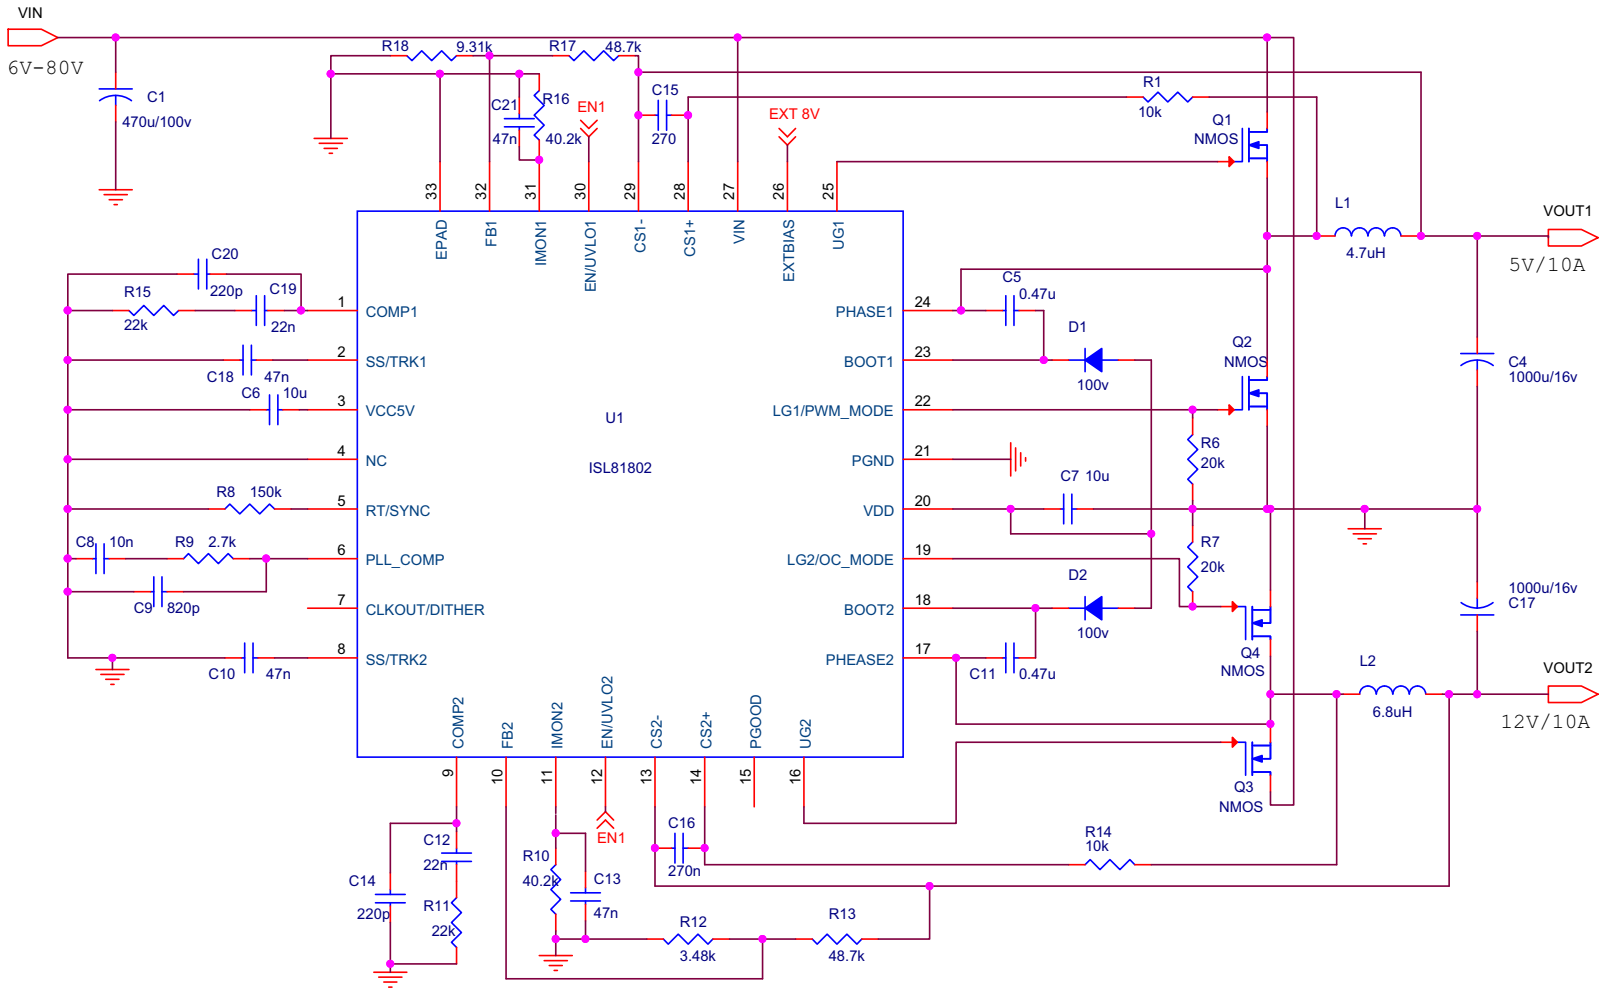 VIN
6V-80V
C1
470u/100v
R18
9.31k
R17
48.7k
C21
47n
R16
40.2k
EN1
C15
270
EXT 8V
R1
10k
Q1
NMOS
33
32
31
30
29
28
27
26
25
EPAD
FB1
IMON1
EN/UVLO1
CS1-
CS1+
VIN
EXTBIAS
UG1
L1
4.7uH
VOUT1
5V/10A
C20
220p
R15
22k
C19
22n
1
COMP1
C18
47n
2
SS/TRK1
C6
10u
3
VCC5V
4
NC
R8
150k
5
RT/SYNC
C8
10n
R9
2.7k
6
PLL_COMP
C9
820p
7
CLKOUT/DITHER
C10
47n
8
SS/TRK2
U1
ISL81802
PHASE1
24
C5
0.47u
BOOT1
23
D1
100v
LG1/PWM_MODE
22
Q2
NMOS
PGND
21
R6
20k
VDD
20
C7
10u
LG2/OC_MODE
19
R7
20k
BOOT2
18
D2
100v
PHEASE2
17
C11
0.47u
C4
1000u/16v
1000u/16v
C17
Q4
NMOS
L2
6.8uH
VOUT2
12V/10A
Q3
NMOS
COMP2
FB2
IMON2
EN/UVLO2
CS2-
CS2+
PGOOD
UG2
9
10
11
12
13
14
15
16
EN1
C12
22n
C14
220p
R11
22k
R10
40.2k
C13
47n
C16
270n
R14
10k
R12
3.48k
R13
48.7k